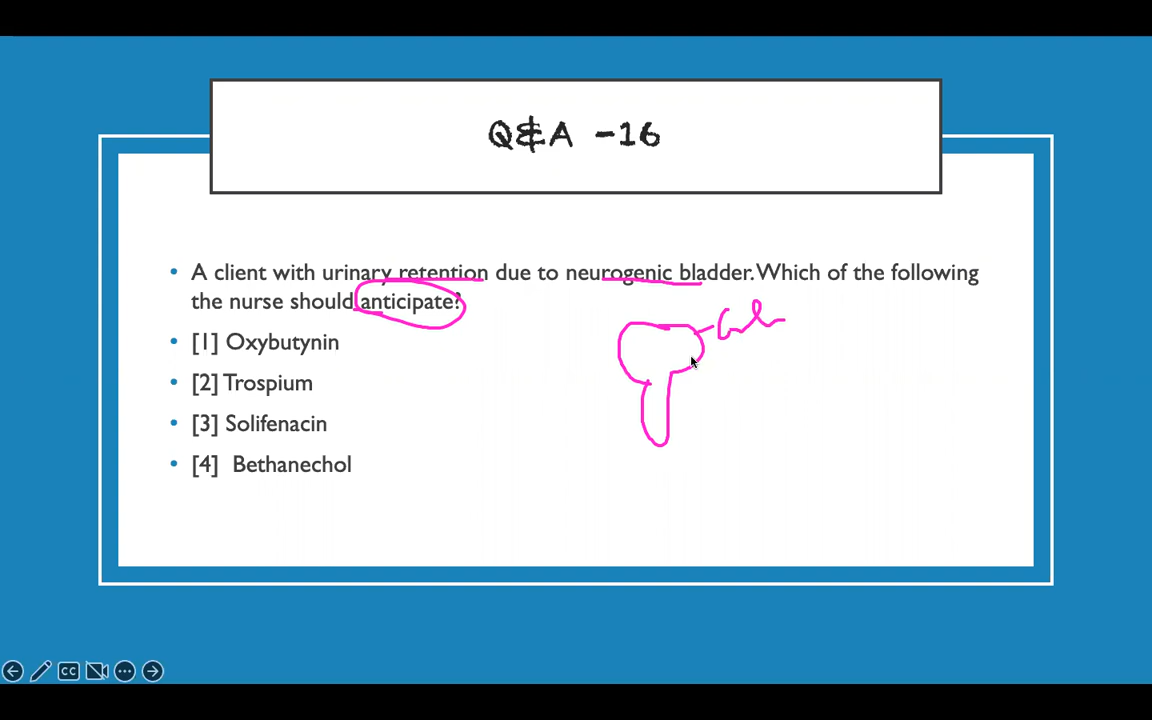 Q&A -16
• A client with urinary retention due to neurogenic bladder. Which of the following
the nurse should anticipate?
• [1] Oxybutynin
• [2] Trospium
• [3] Solifenacin
• [4] Bethanechol
CC